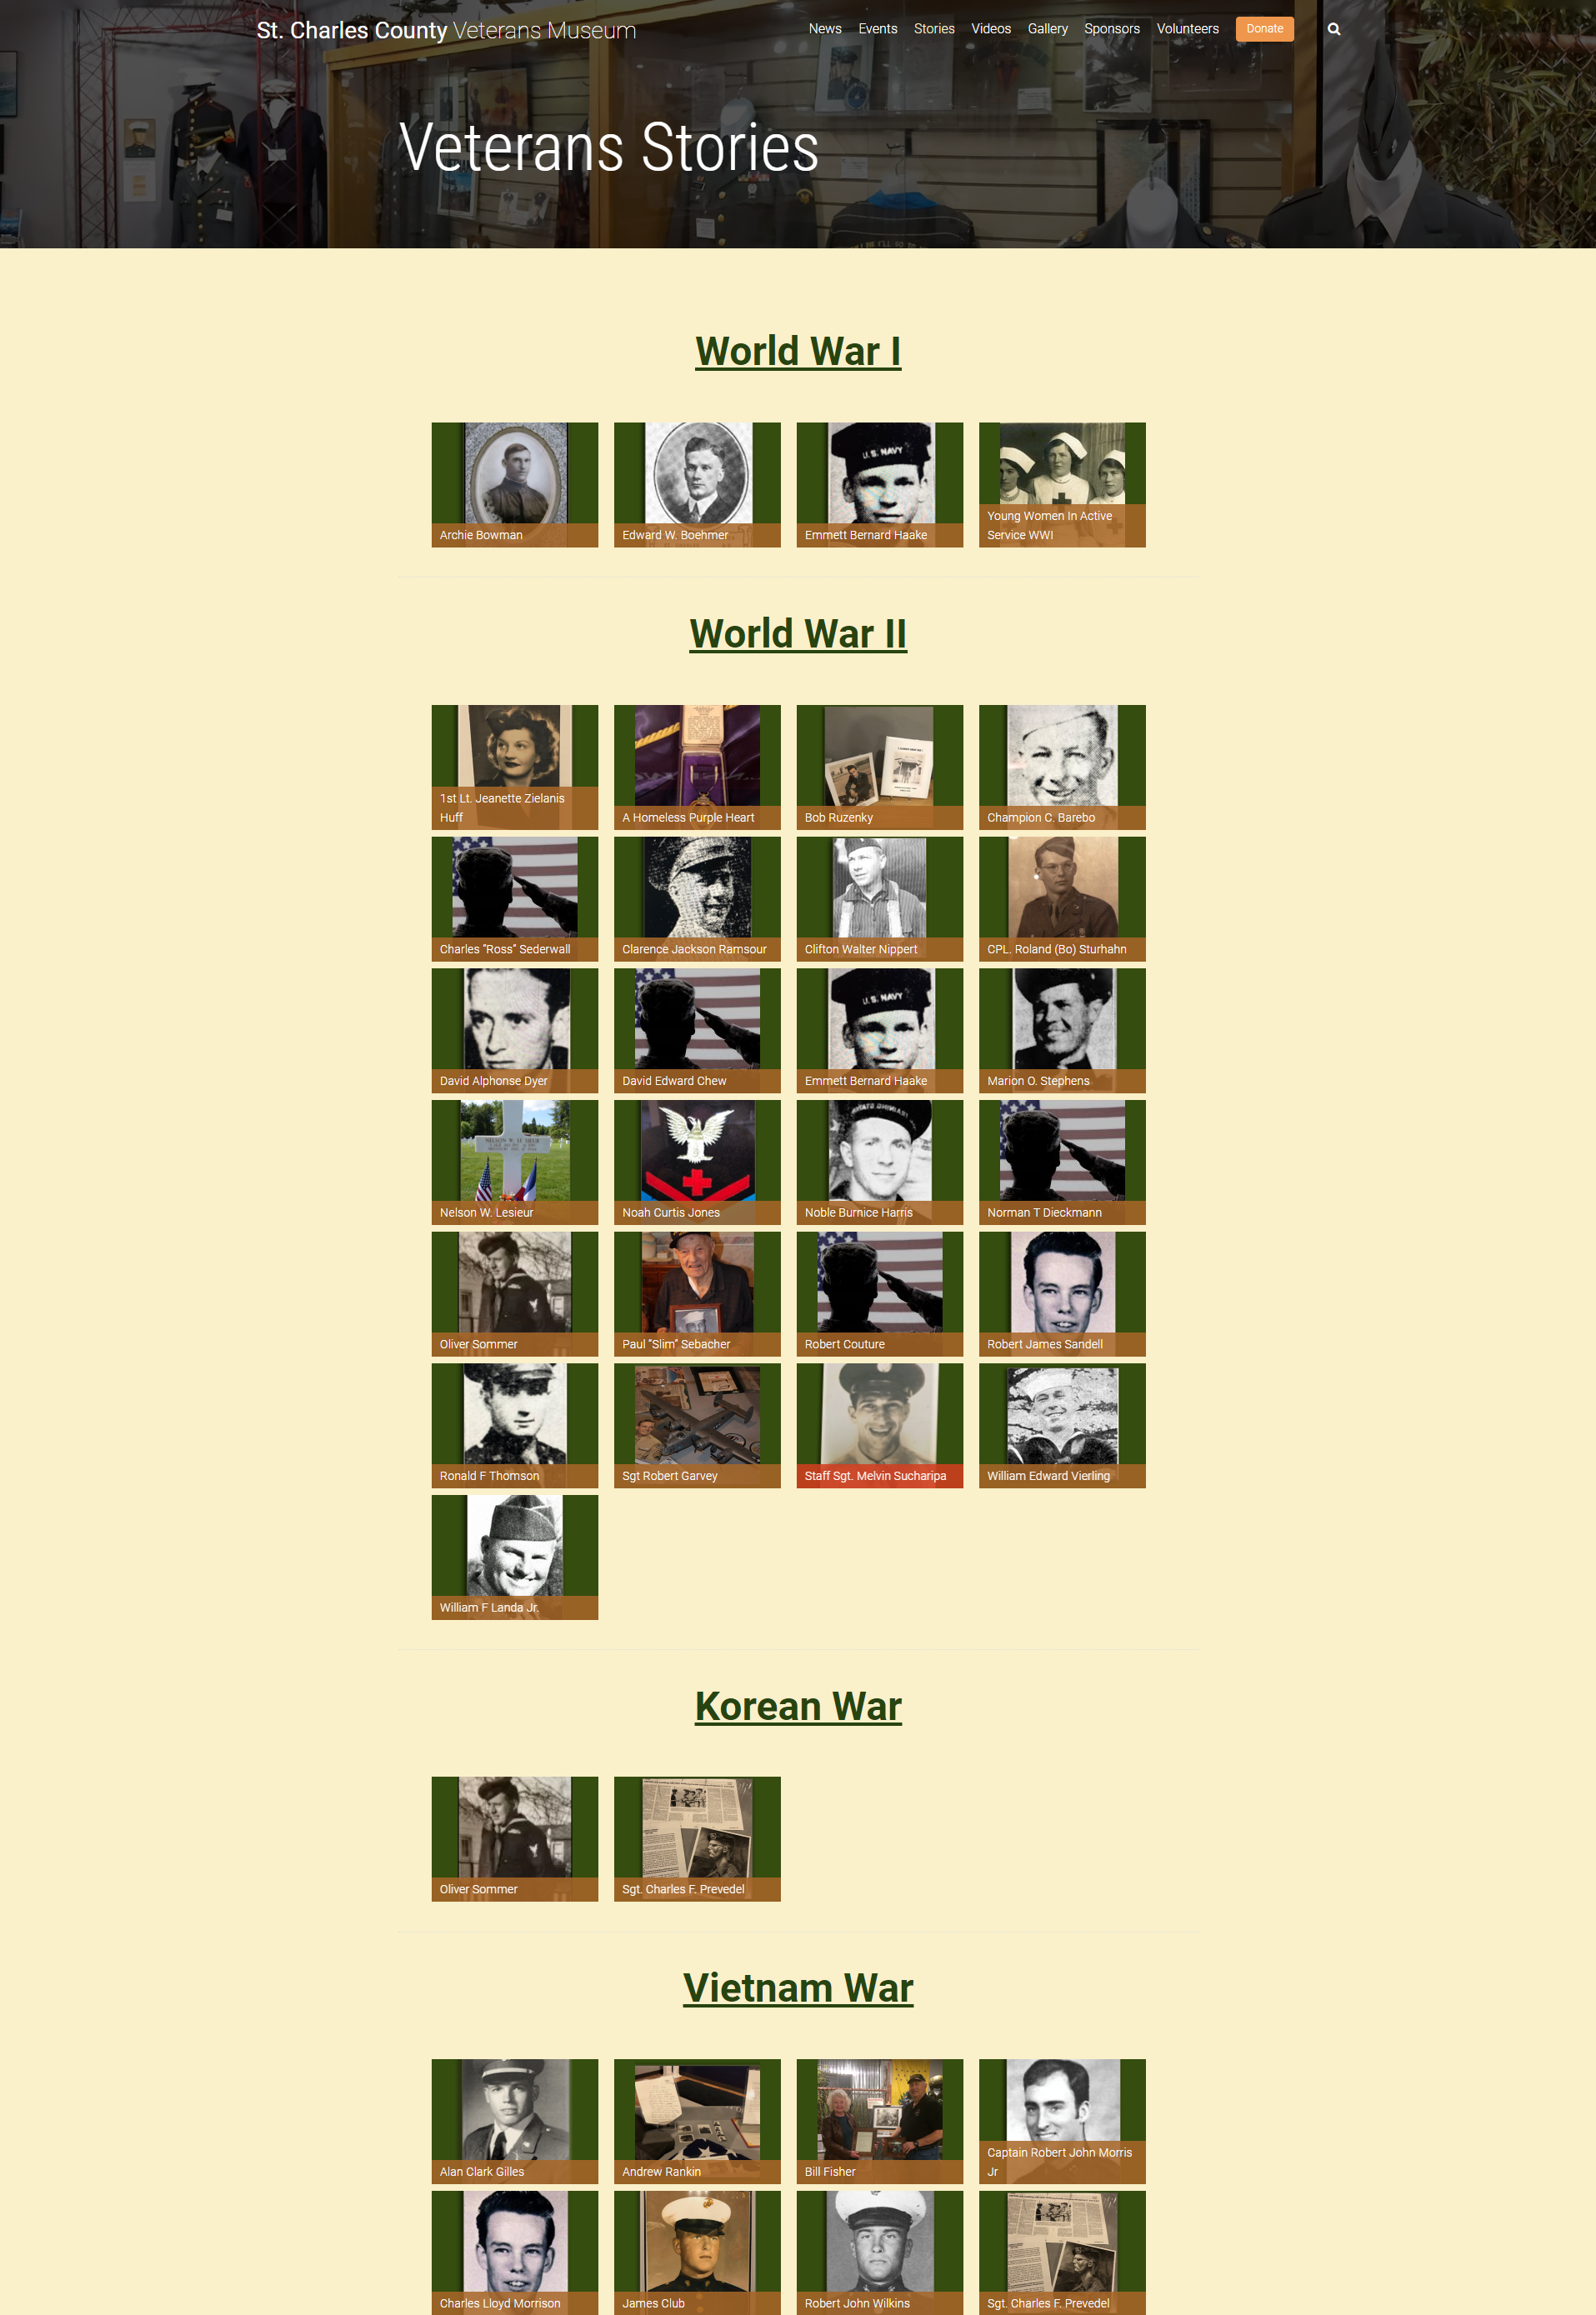 St. Charles County Veterans Museum
News Events Stories Videos Gallery Sponsors Volunteers Donate
Veterans Stories
World War I
Archie Bowman
Edward W. Boehmer
U.S. NAVY
Emmett Bernard Haake
Young Women In Active
Service WWI
World War II
1st Lt. Jeanette Zielanis
Huff
A Homeless Purple Heart
Bob Ruzenky
Champion C. Barebo
Charles “Ross” Sederwall
Clarence Jackson Ramsour
Clifton Walter Nippert
CPL. Roland (Bo) Sturhahn
David Alphonse Dyer
David Edward Chew
U.S. NAVY
Emmett Bernard Haake
Marion O. Stephens
Nelson W. Lesieur
Noah Curtis Jones
Noble Burnice Harris
Norman T Dieckmann
Oliver Sommer
Paul “Slim” Sebacher
Robert Couture
Robert James Sandell
Ronald F Thomson
Sgt Robert Garvey
Staff Sgt. Melvin Sucharipa
William Edward Vierling
William F Landa Jr.
Korean War
Oliver Sommer
Sgt. Charles F. Prevedel
Vietnam War
Alan Clark Gilles
Andrew Rankin
Bill Fisher
Captain Robert John Morris
Jr
Charles Lloyd Morrison
James Club
Robert John Wilkins
Sgt. Charles F. Prevedel